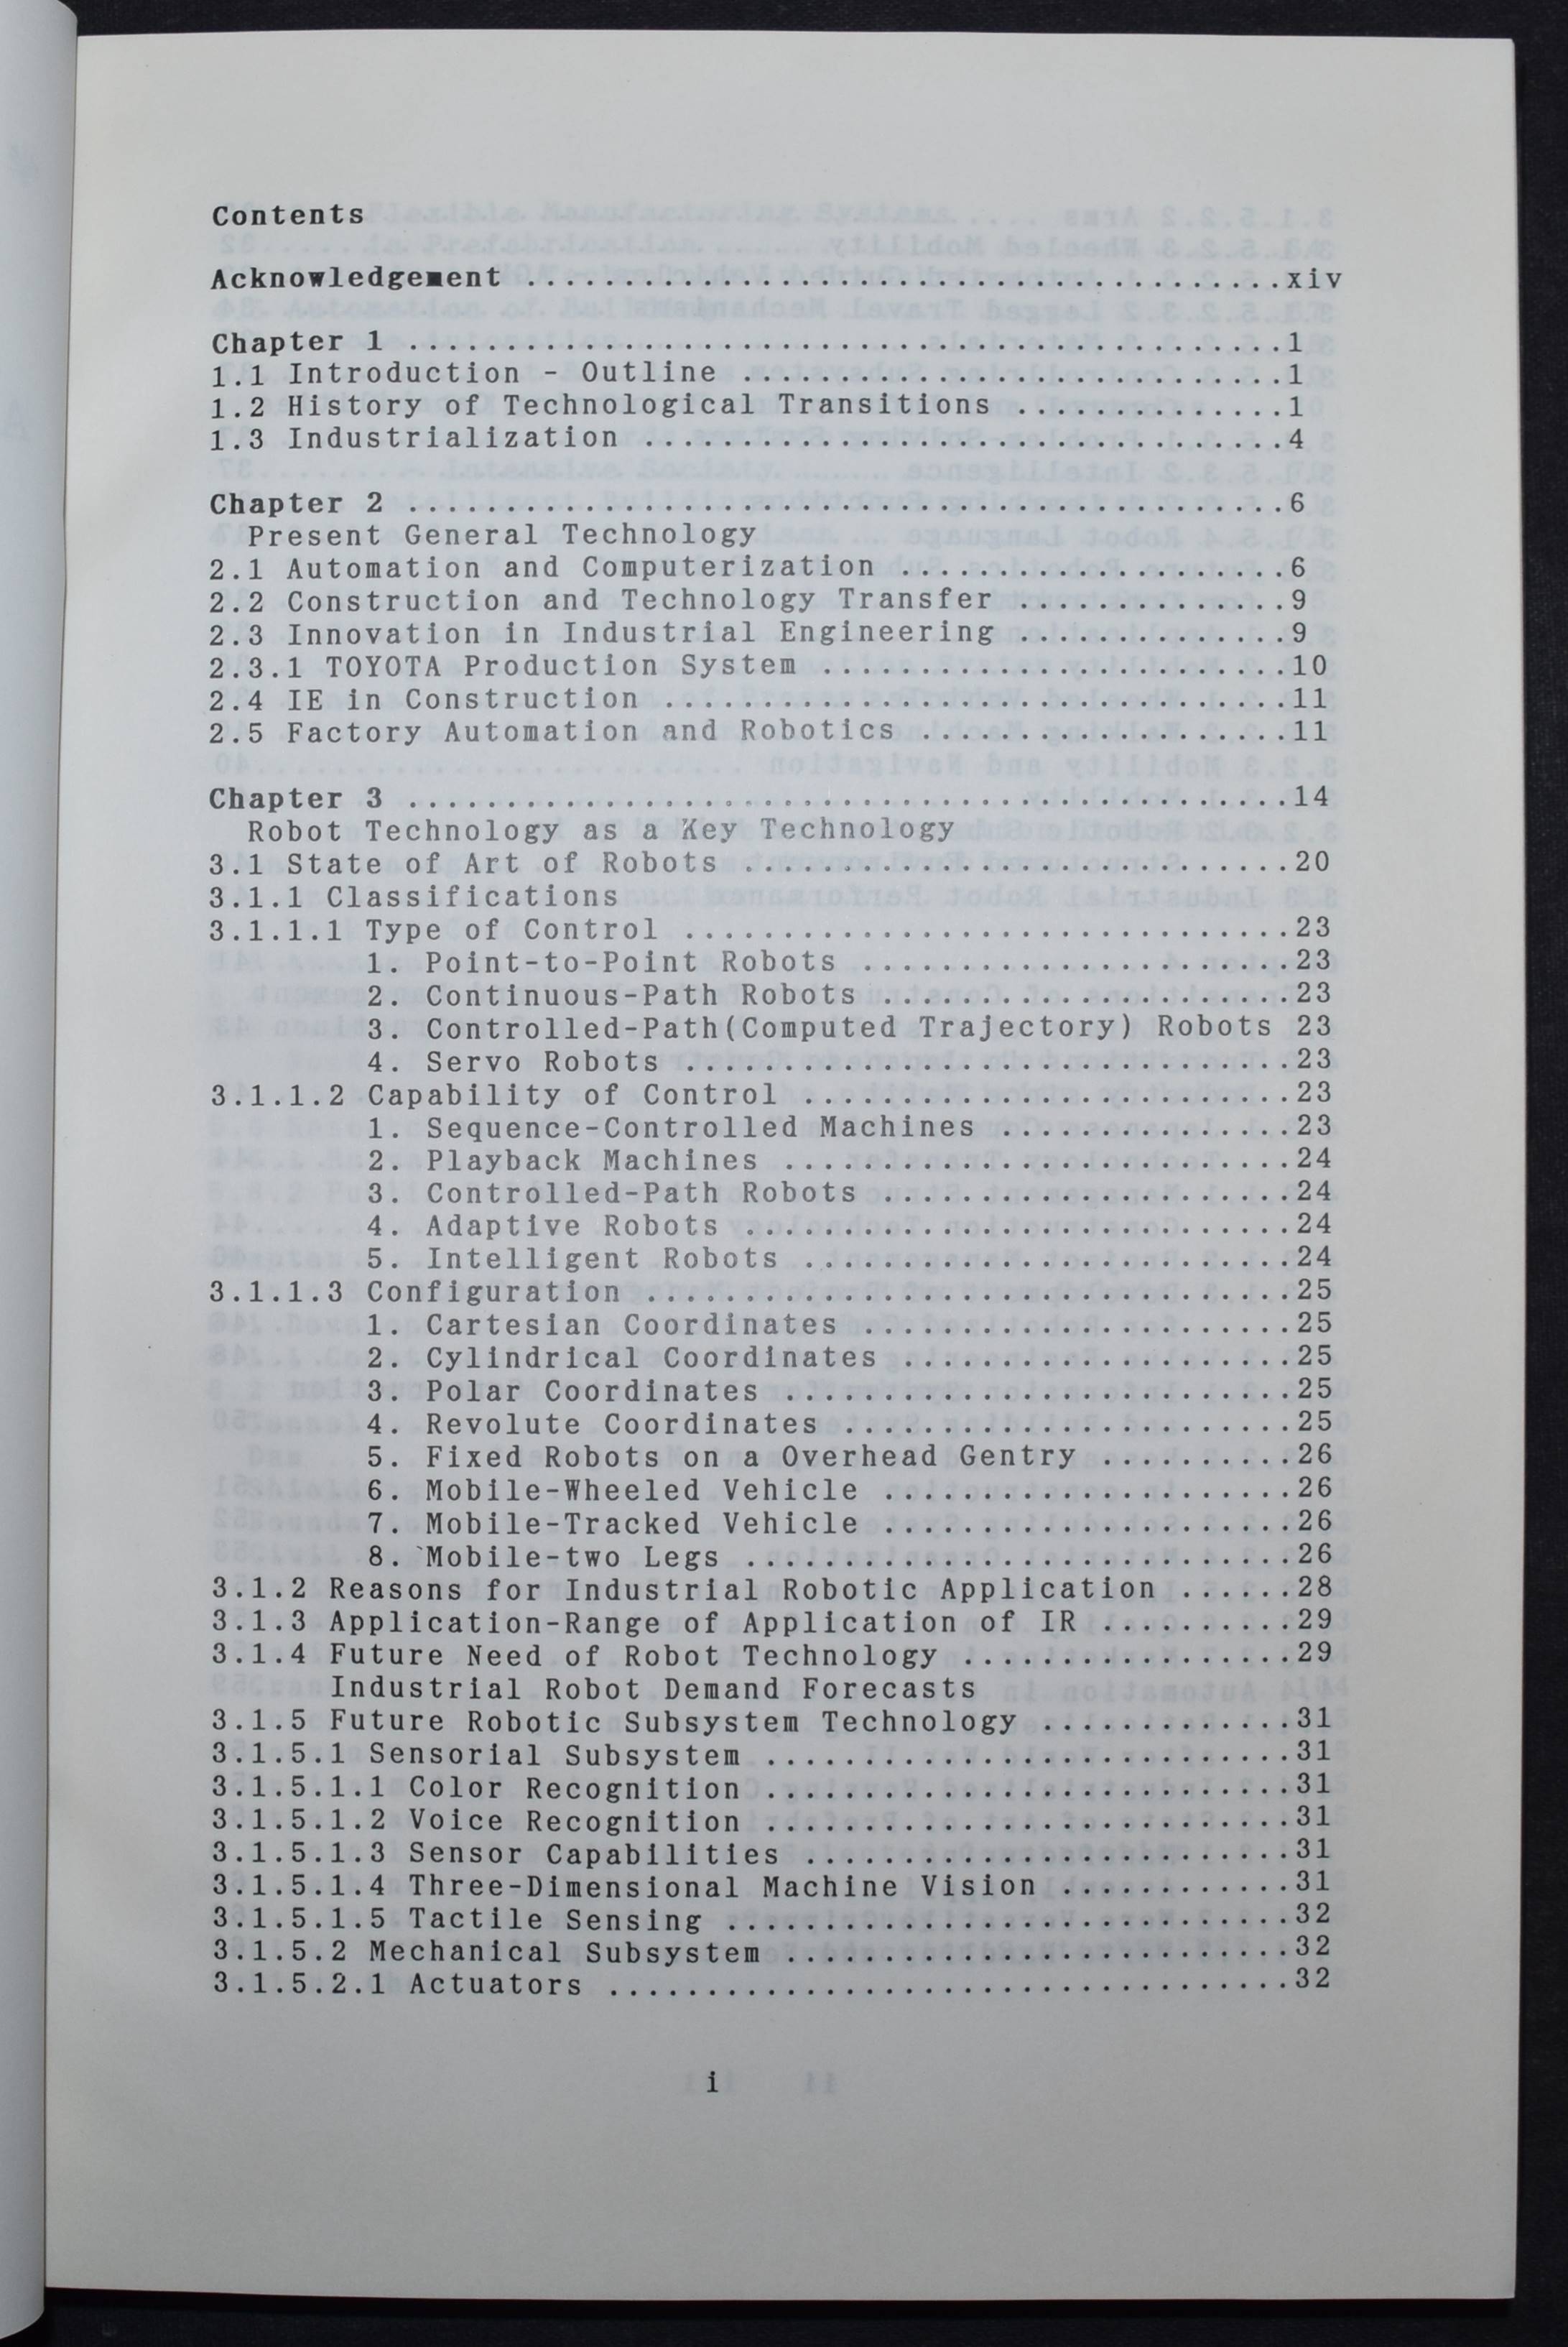 Contents
Acknowledgement .......................................xiv
Chapter 1 .............................................1
1.1 Introduction - Outline ............................1
1.2 History of Technological Transitions ..............1
1.3 Industrialization .................................4
Chapter 2 .............................................6
Present General Technology
2.1 Automation and Computerization ....................6
2.2 Construction and Technology Transfer ..............9
2.3 Innovation in Industrial Engineering ..............9
2.3.1 TOYOTA Production System ........................10
2.4 IE in Construction ................................11
2.5 Factory Automation and Robotics ...................11
Chapter 3 .............................................14
Robot Technology as a Key Technology
3.1 State of Art of Robots ............................20
3.1.1 Classifications
3.1.1.1 Type of Control ...............................23
1. Point-to-Point Robots ......................23
2. Continuous-Path Robots .....................23
3. Controlled-Path(Computed Trajectory) Robots 23
4. Servo Robots ...............................23
3.1.1.2 Capability of Control .........................23
1. Sequence-Controlled Machines ...............23
2. Playback Machines ..........................24
3. Controlled-Path Robots .....................24
4. Adaptive Robots ............................24
5. Intelligent Robots .........................24
3.1.1.3 Configuration .................................25
1. Cartesian Coordinates ......................25
2. Cylindrical Coordinates ....................25
3. Polar Coordinates ..........................25
4. Revolute Coordinates .......................25
5. Fixed Robots on a Overhead Gentry ..........26
6. Mobile-Wheeled Vehicle .....................26
7. Mobile-Tracked Vehicle .....................26
8. Mobile-two Legs ............................26
3.1.2 Reasons for Industrial Robotic Application ......28
3.1.3 Application-Range of Application of IR ..........29
3.1.4 Future Need of Robot Technology .................29
Industrial Robot Demand Forecasts
3.1.5 Future Robotic Subsystem Technology .............31
3.1.5.1 Sensorial Subsystem ...........................31
3.1.5.1.1 Color Recognition ...........................31
3.1.5.1.2 Voice Recognition ...........................31
3.1.5.1.3 Sensor Capabilities .........................31
3.1.5.1.4 Three-Dimensional Machine Vision ............31
3.1.5.1.5 Tactile Sensing .............................32
3.1.5.2 Mechanical Subsystem ..........................32
3.1.5.2.1 Actuators ...................................32
i